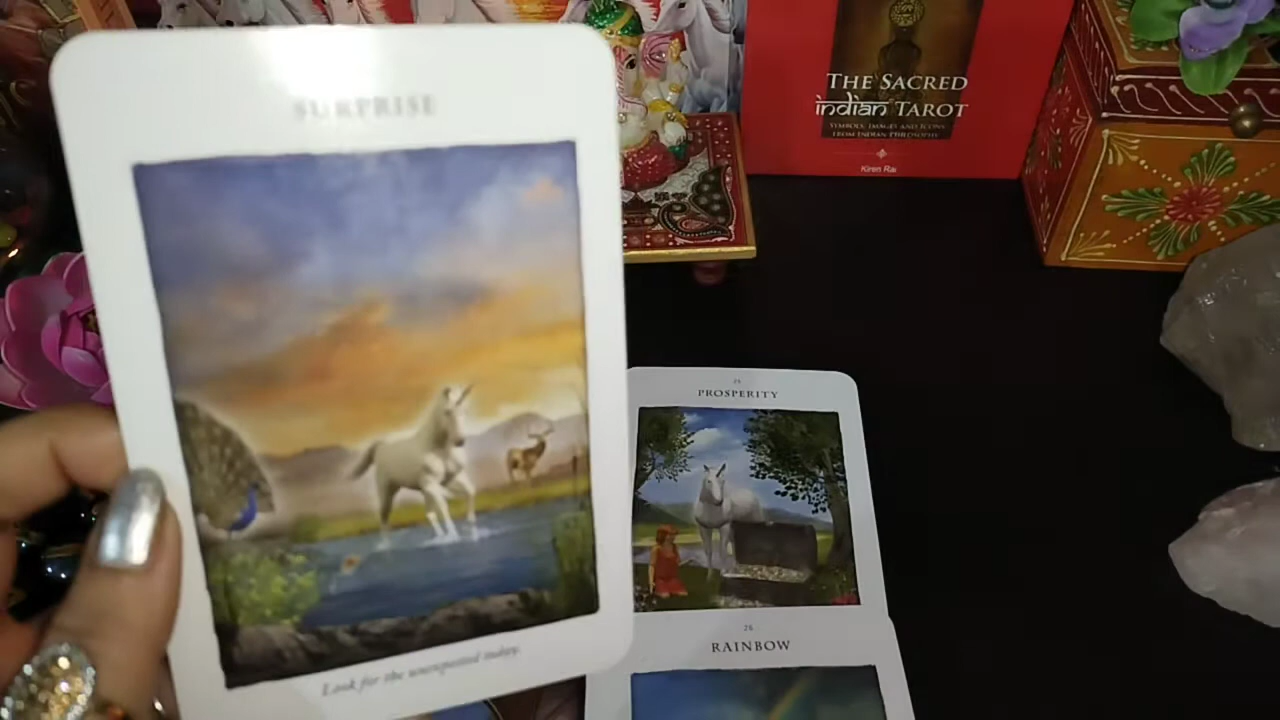 SURPRISE
Look for the unexpected today.
THE SACRED
indian TAROT
SYMBOLS, IMAGES AND ICONS
FROM INDIAN PHILOSOPHY
Kiren Rai
PROSPERITY
26
RAINBOW